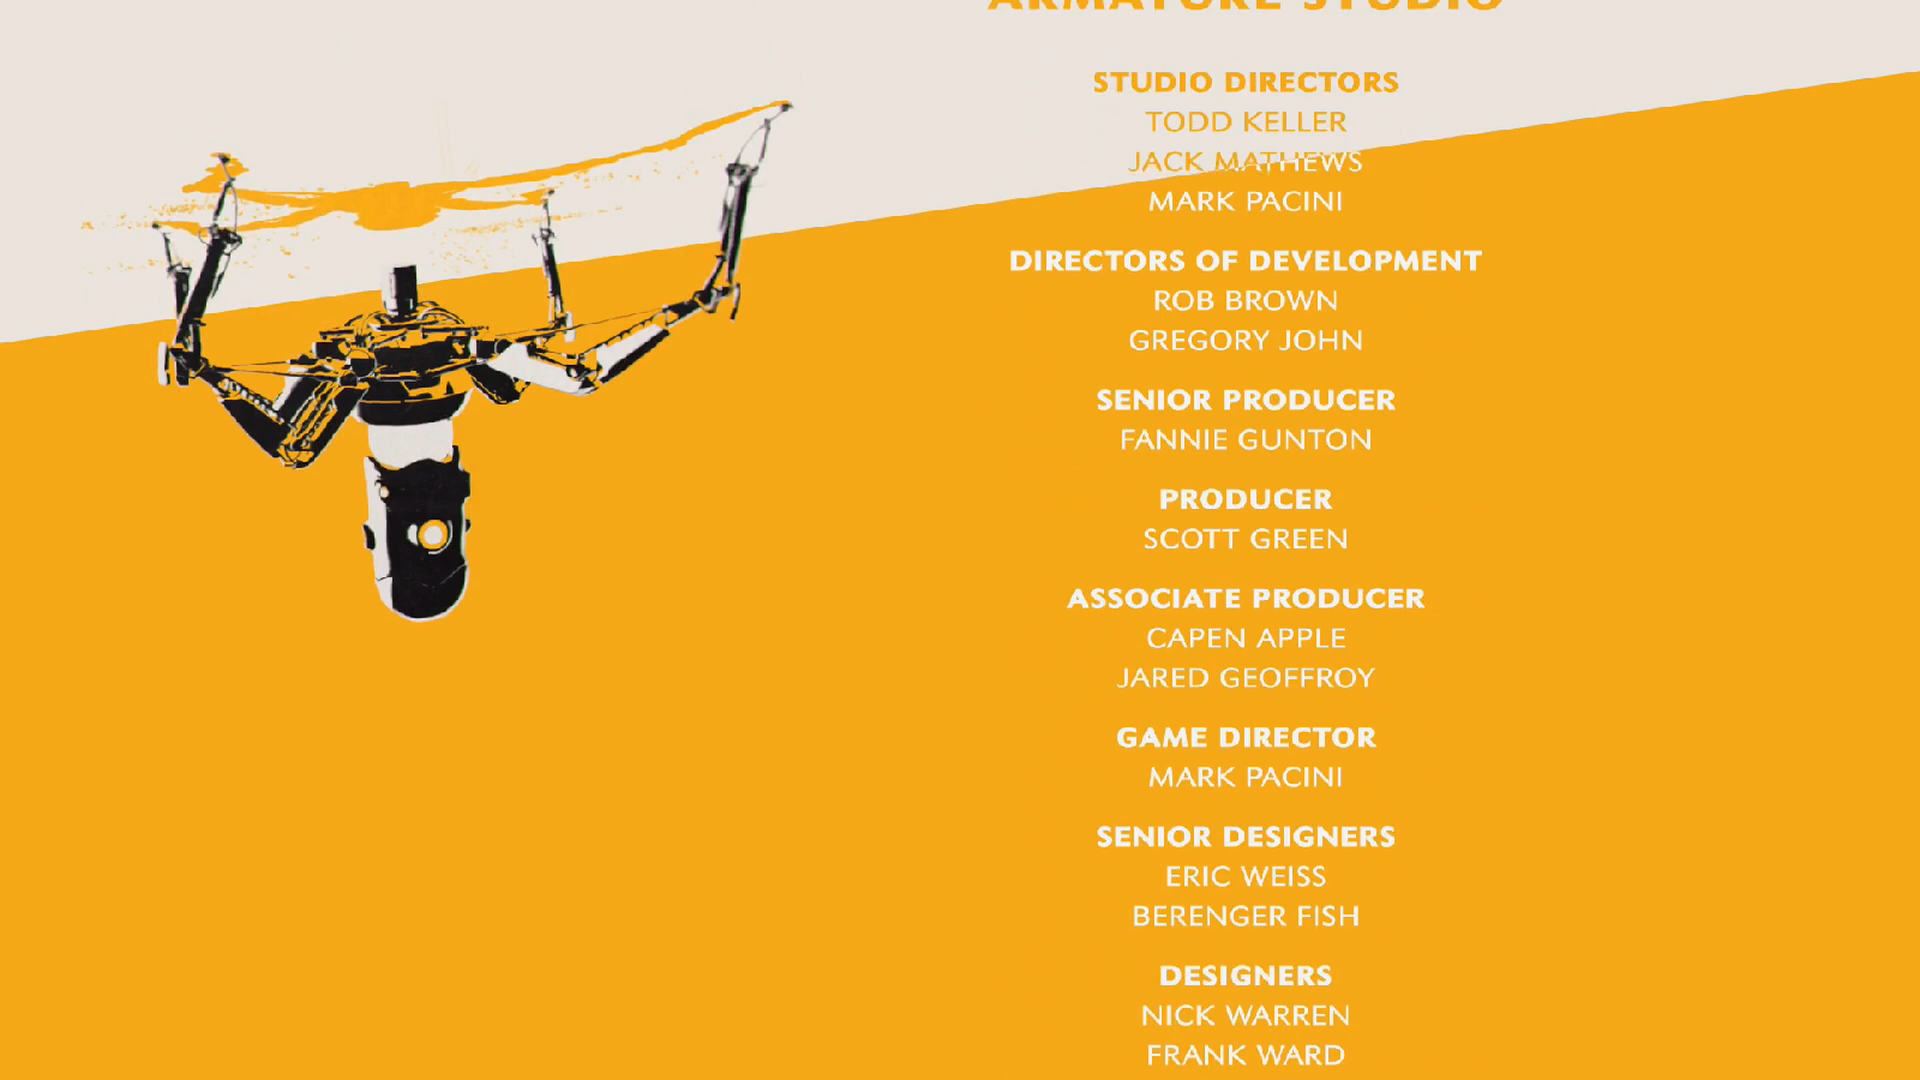 ARMATURE STUDIO
STUDIO DIRECTORS
TODD KELLER
JACK MATHEWS
MARK PACINI
DIRECTORS OF DEVELOPMENT
ROB BROWN
GREGORY JOHN
SENIOR PRODUCER
FANNIE GUNTON
PRODUCER
SCOTT GREEN
ASSOCIATE PRODUCER
CAPEN APPLE
JARED GEOFFROY
GAME DIRECTOR
MARK PACINI
SENIOR DESIGNERS
ERIC WEISS
BERENGER FISH
DESIGNERS
NICK WARREN
FRANK WARD